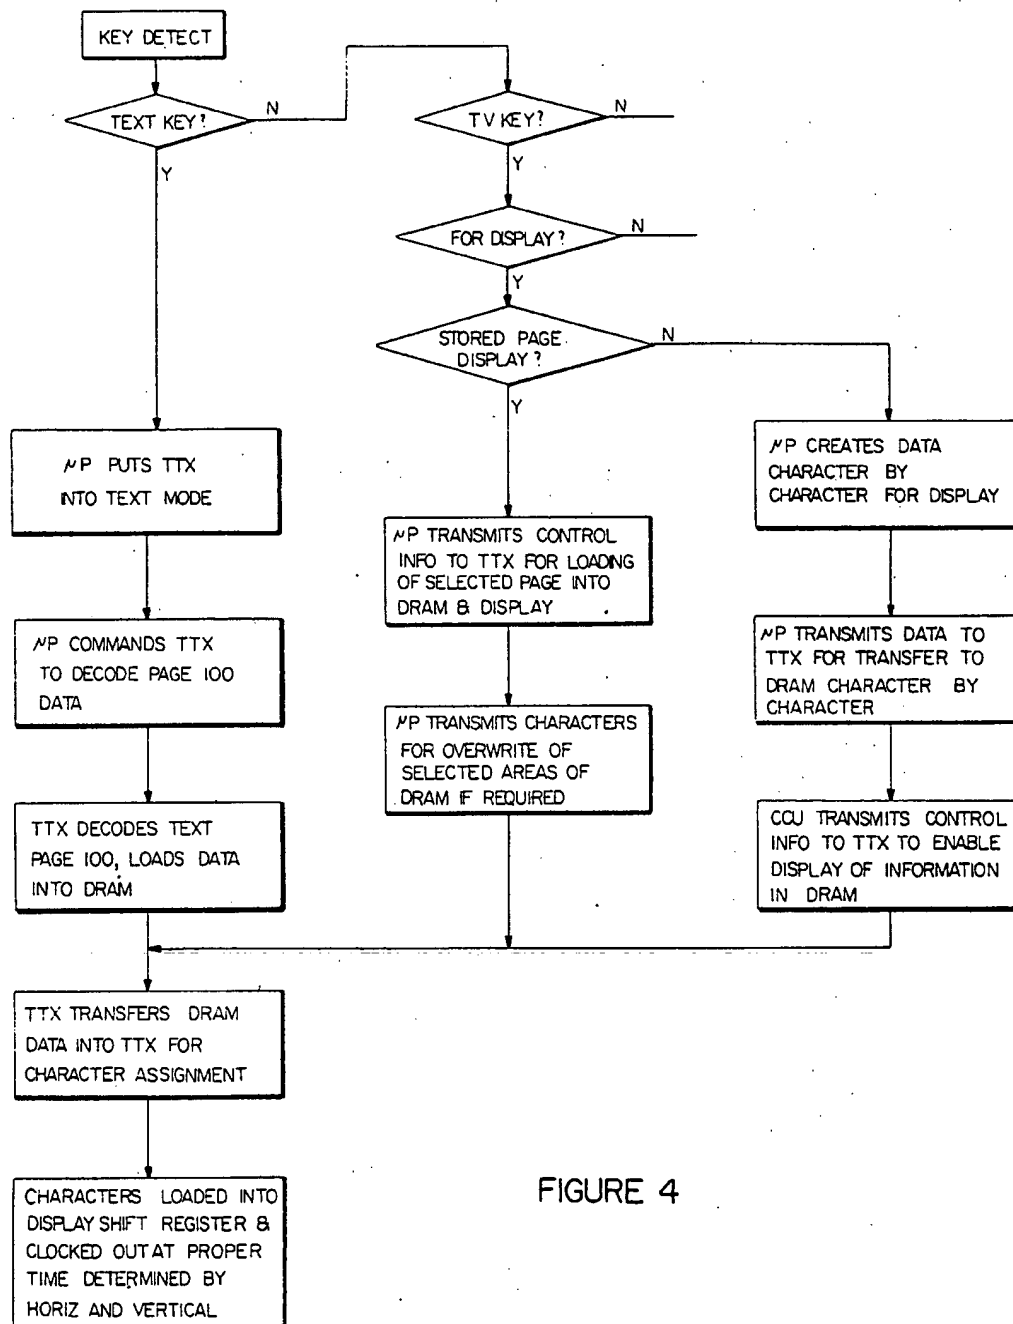 KEY DETECT
TEXT KEY?
N
Y
TV KEY?
N
Y
FOR DISPLAY?
N
Y
STORED PAGE
DISPLAY?
N
Y
μP PUTS TTX
INTO TEXT MODE
μP COMMANDS TTX
TO DECODE PAGE 100
DATA
TTX DECODES TEXT
PAGE 100, LOADS DATA
INTO DRAM
μP TRANSMITS CONTROL
INFO TO TTX FOR LOADING
OF SELECTED PAGE INTO
DRAM & DISPLAY
μP TRANSMITS CHARACTERS
FOR OVERWRITE OF
SELECTED AREAS OF
DRAM IF REQUIRED
μP CREATES DATA
CHARACTER BY
CHARACTER FOR DISPLAY
μP TRANSMITS DATA TO
TTX FOR TRANSFER TO
DRAM CHARACTER BY
CHARACTER
CCU TRANSMITS CONTROL
INFO TO TTX TO ENABLE
DISPLAY OF INFORMATION
IN DRAM
TTX TRANSFERS DRAM
DATA INTO TTX FOR
CHARACTER ASSIGNMENT
CHARACTERS LOADED INTO
DISPLAY SHIFT REGISTER &
CLOCKED OUT AT PROPER
TIME DETERMINED BY
HORIZ AND VERTICAL
FIGURE 4